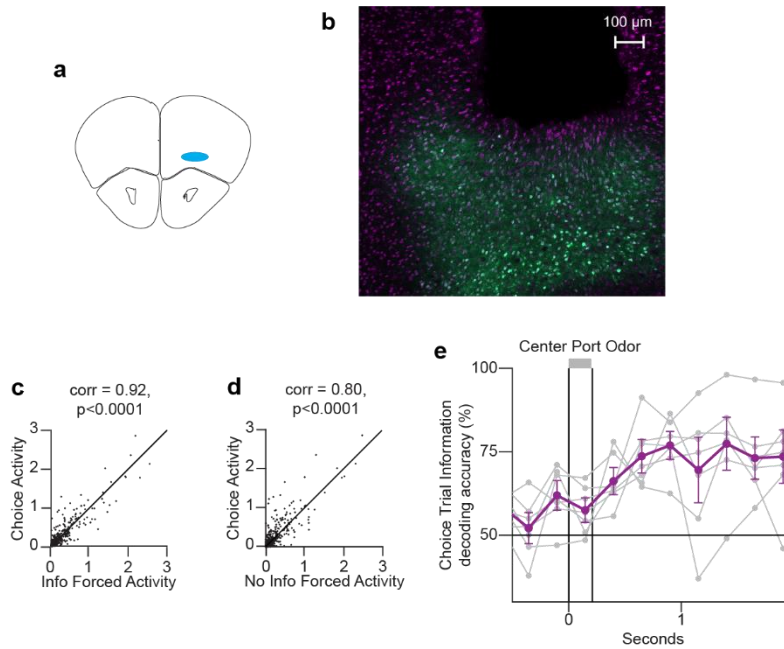 a
b
100 µm
c
corr = 0.92,
p<0.0001
Choice Activity
3
2
1
0
0
1
2
3
Info Forced Activity
d
corr = 0.80,
p<0.0001
Choice Activity
3
2
1
0
0
1
2
3
No Info Forced Activity
e
Center Port Odor
Choice Trial Information
decoding accuracy (%)
100
75
50
0
1
Seconds